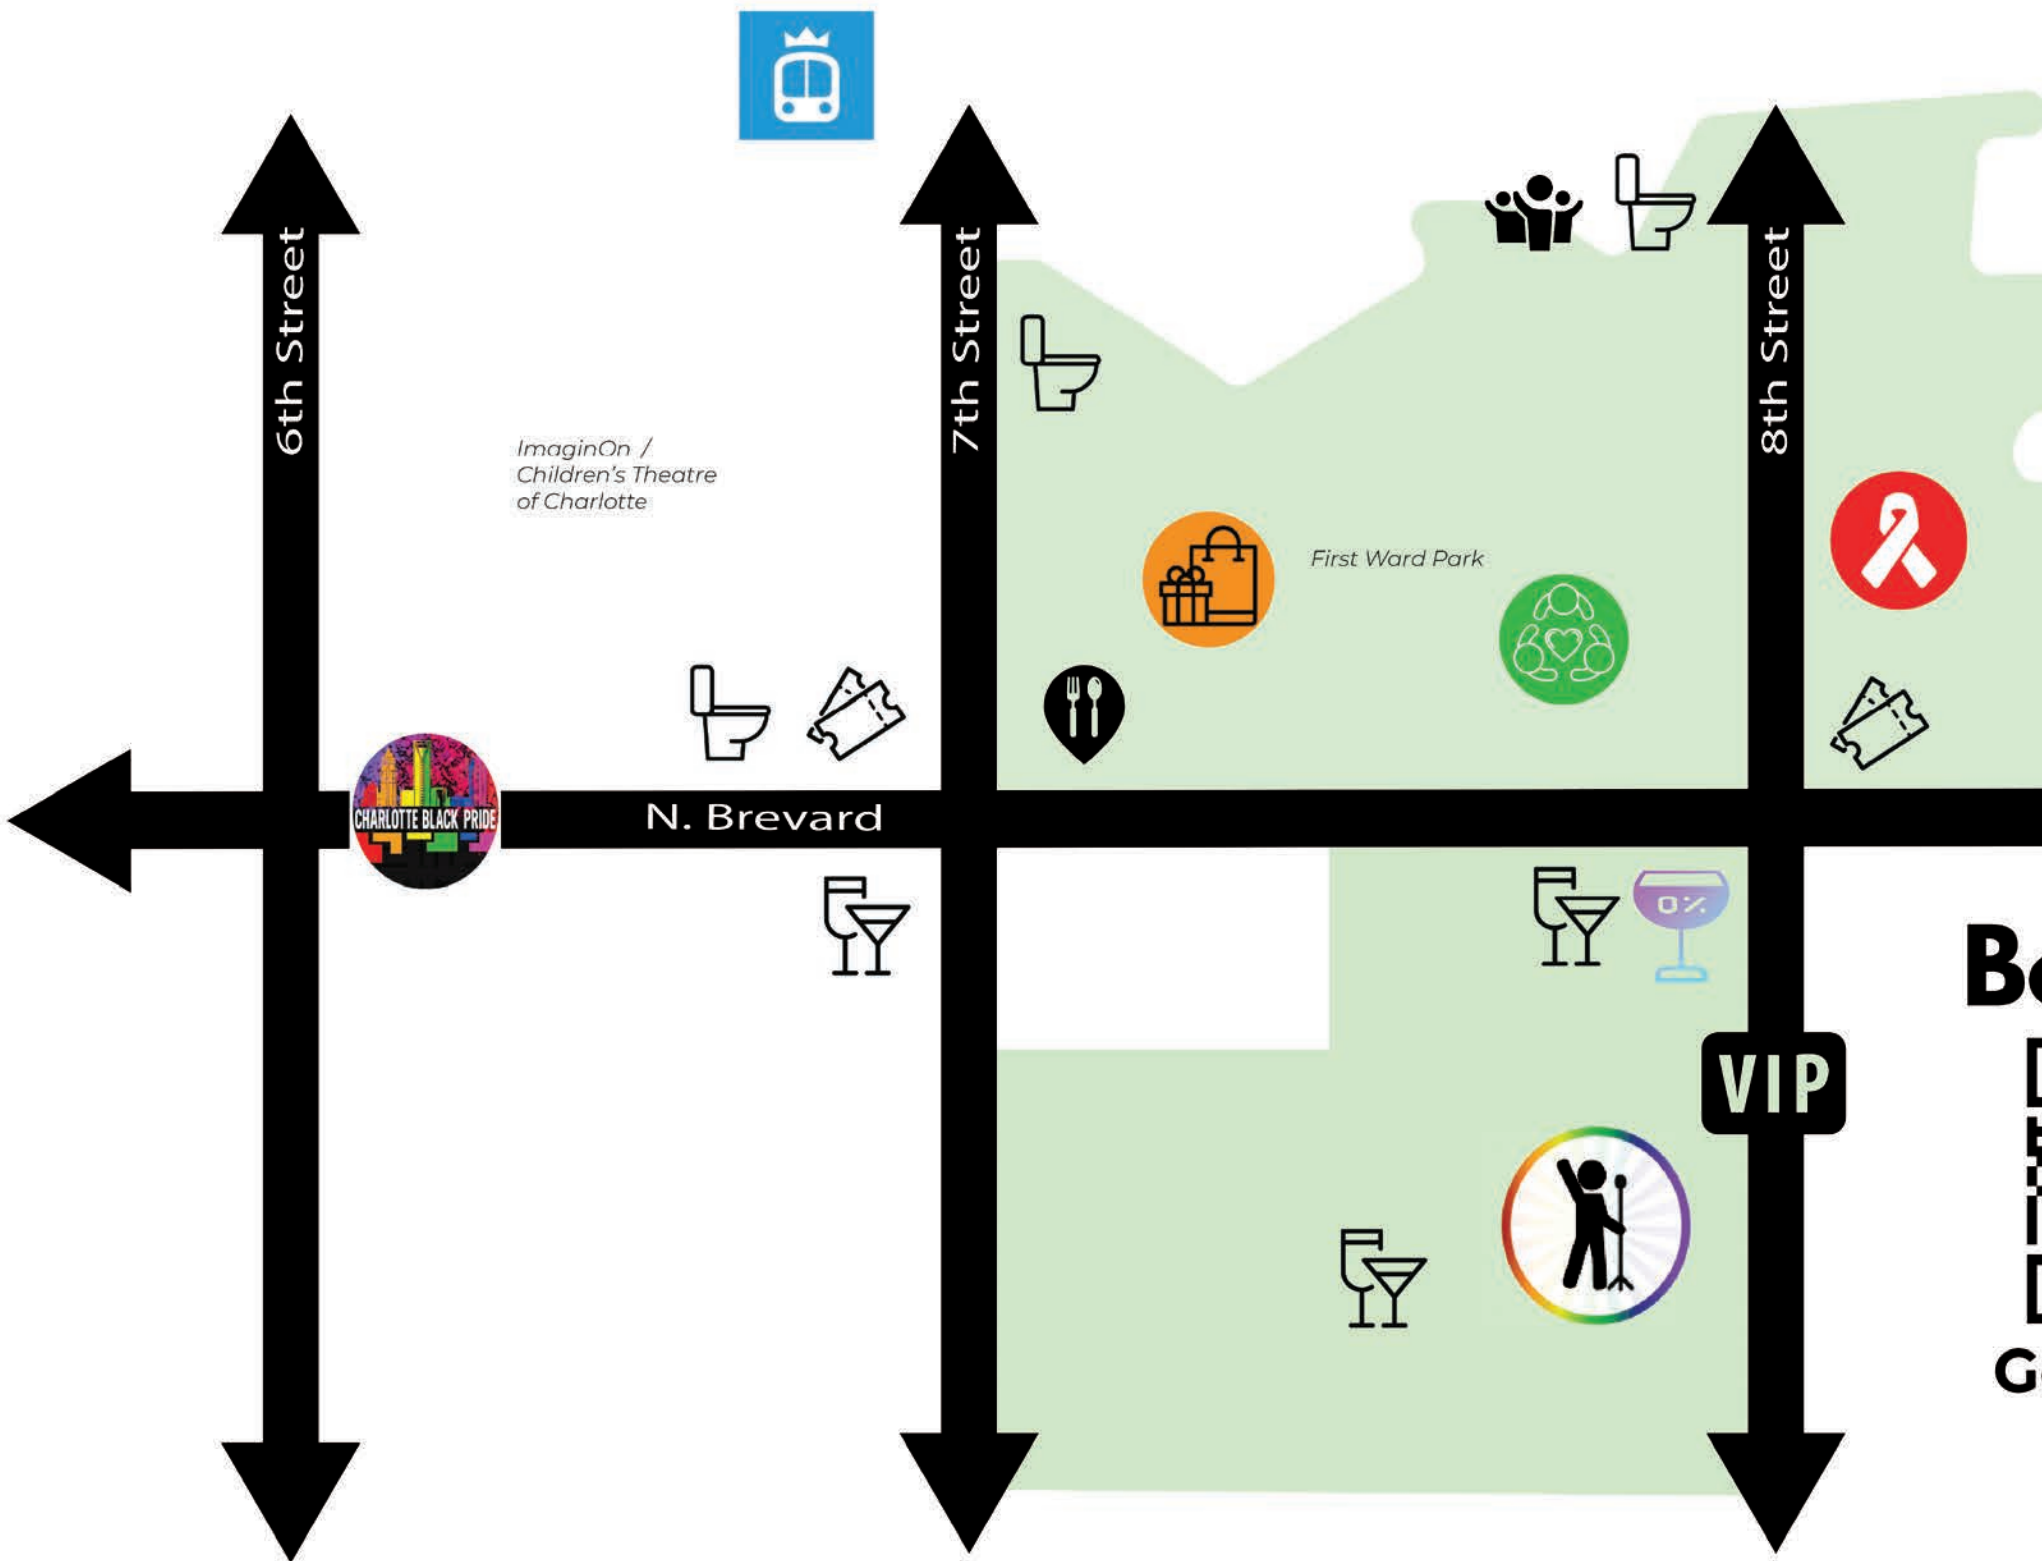 6th Street
7th Street
8th Street
ImaginOn /
Children's Theatre
of Charlotte
First Ward Park
CHARLOTTE BLACK PRIDE
N. Brevard
0%
VIP